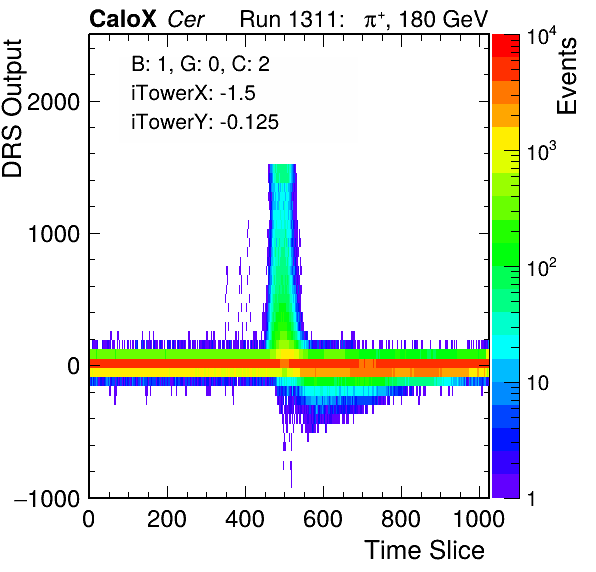 CaloX Cer Run 1311: π⁺, 180 GeV
B: 1, G: 0, C: 2
iTowerX: -1.5
iTowerY: -0.125
DRS Output
2000
1000
0
−1000
0 200 400 600 800 1000
Time Slice
Events
10⁴
10³
10²
10
1